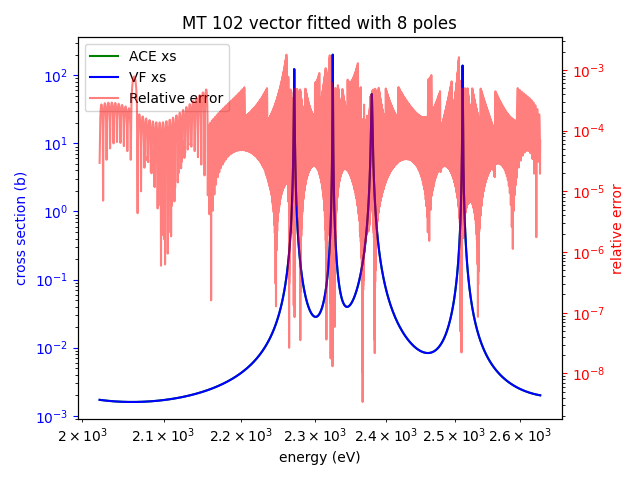 MT 102 vector fitted with 8 poles
ACE xs
VF xs
Relative error
cross section (b)
10²
10¹
10⁰
10⁻¹
10⁻²
10⁻³
relative error
10⁻³
10⁻⁴
10⁻⁵
10⁻⁶
10⁻⁷
10⁻⁸
2 × 10³ 2.1 × 10³ 2.2 × 10³ 2.3 × 10³ 2.4 × 10³ 2.5 × 10³ 2.6 × 10³
energy (eV)